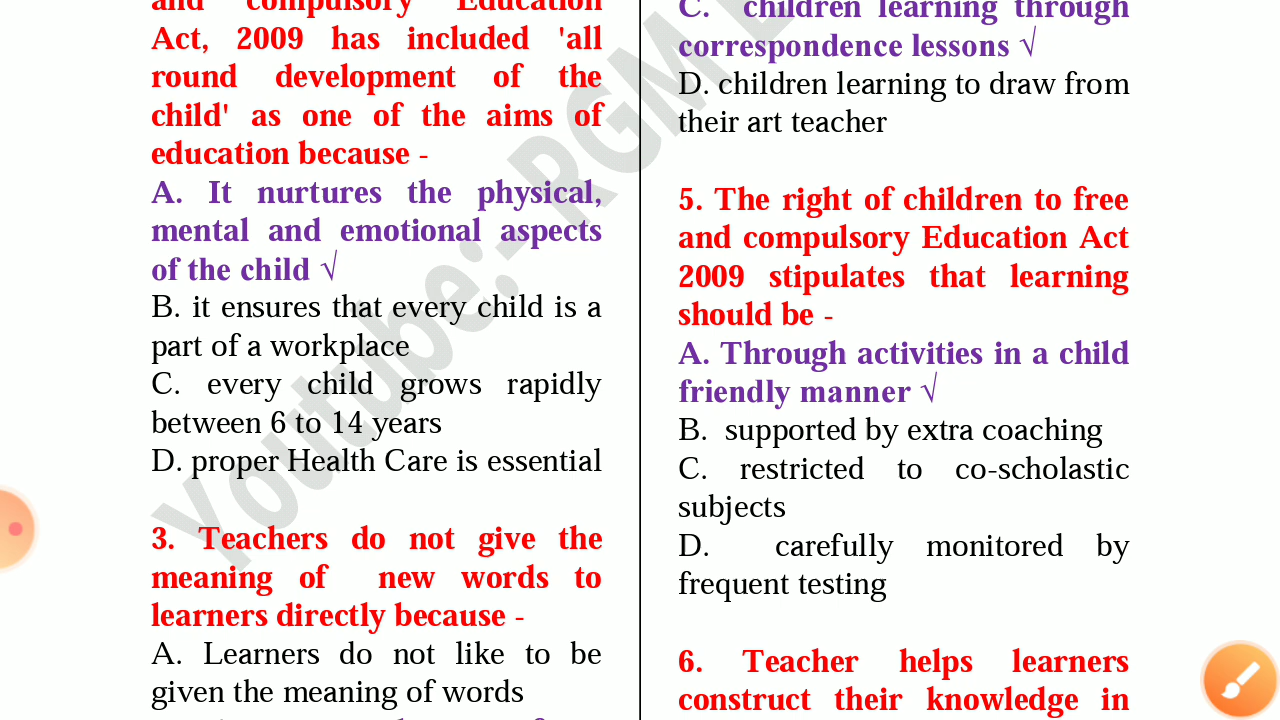 and compulsory Education
Act, 2009 has included 'all
round development of the
child' as one of the aims of
education because -
A. It nurtures the physical,
mental and emotional aspects
of the child √
B. it ensures that every child is a
part of a workplace
C. every child grows rapidly
between 6 to 14 years
D. proper Health Care is essential
3. Teachers do not give the
meaning of new words to
learners directly because -
A. Learners do not like to be
given the meaning of words
C. children learning through
correspondence lessons √
D. children learning to draw from
their art teacher
5. The right of children to free
and compulsory Education Act
2009 stipulates that learning
should be -
A. Through activities in a child
friendly manner √
B. supported by extra coaching
C. restricted to co-scholastic
subjects
D. carefully monitored by
frequent testing
6. Teacher helps learners
construct their knowledge in
Youtube;- RGM